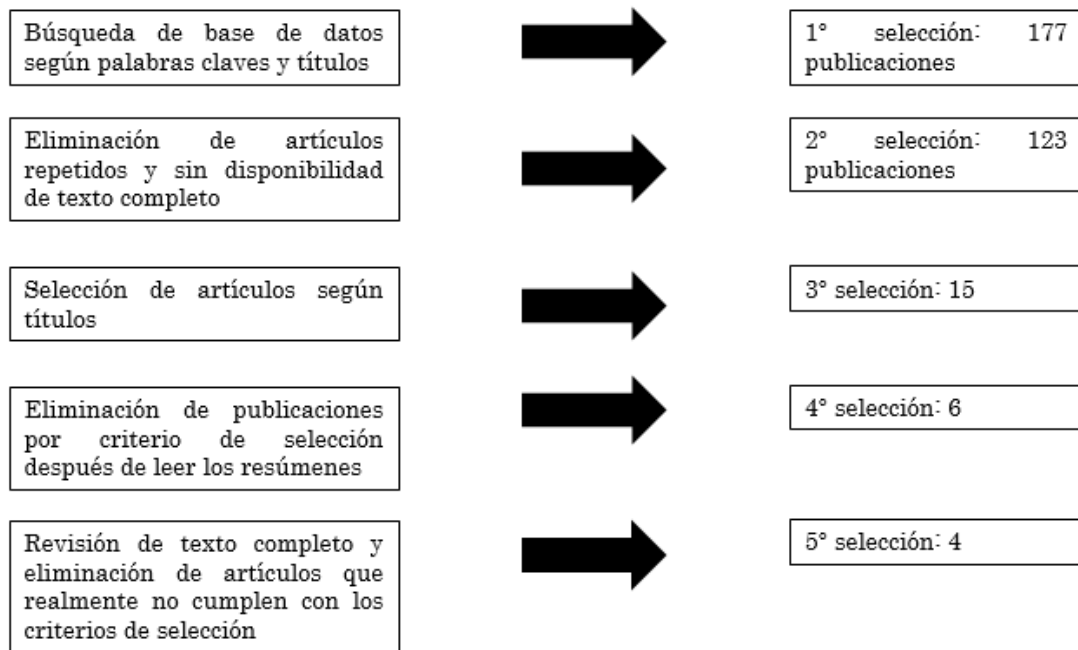 Búsqueda de base de datos
según palabras claves y títulos
1° selección: 177
publicaciones
Eliminación de artículos
repetidos y sin disponibilidad
de texto completo
2° selección: 123
publicaciones
Selección de artículos según
títulos
3° selección: 15
Eliminación de publicaciones
por criterio de selección
después de leer los resúmenes
4° selección: 6
Revisión de texto completo y
eliminación de artículos que
realmente no cumplen con los
criterios de selección
5° selección: 4